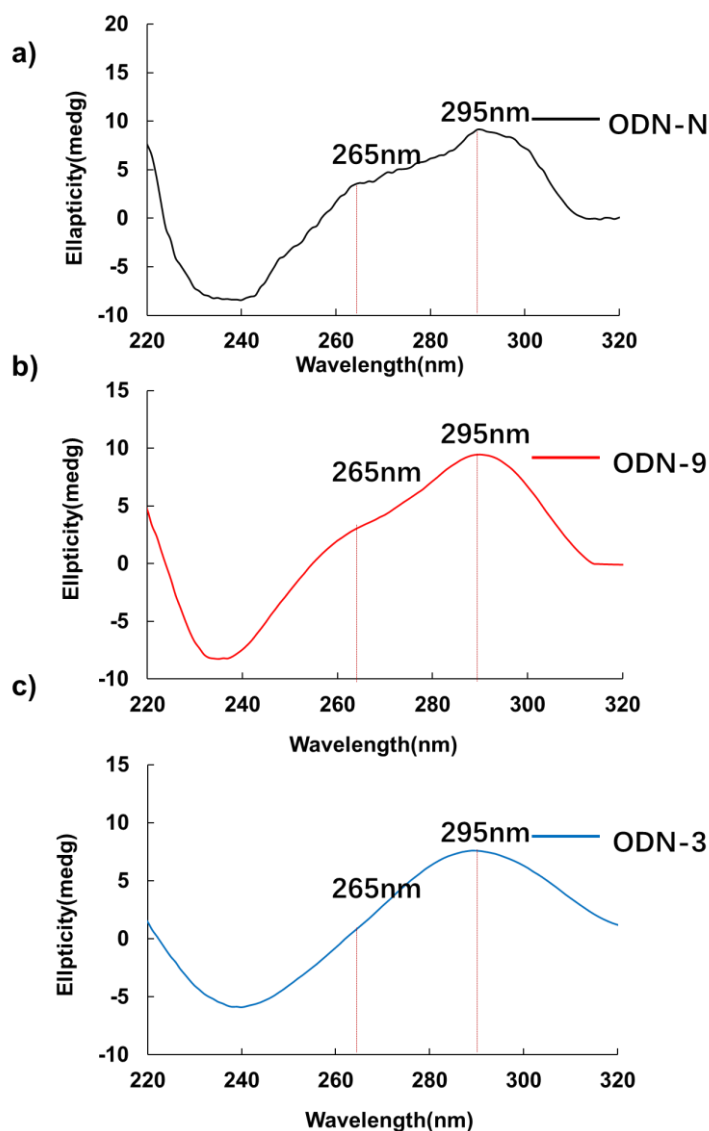 a)
20
15
10
5
0
-5
-10
Ellapticity(medg)
265nm
295nm
ODN-N
220 240 260 280 300 320
Wavelength(nm)
b)
15
10
5
0
-5
-10
Ellpticity(medg)
265nm
295nm
ODN-9
220 240 260 280 300 320
Wavelength(nm)
c)
15
10
5
0
-5
-10
Ellpticity(medg)
265nm
295nm
ODN-3
220 240 260 280 300 320
Wavelength(nm)